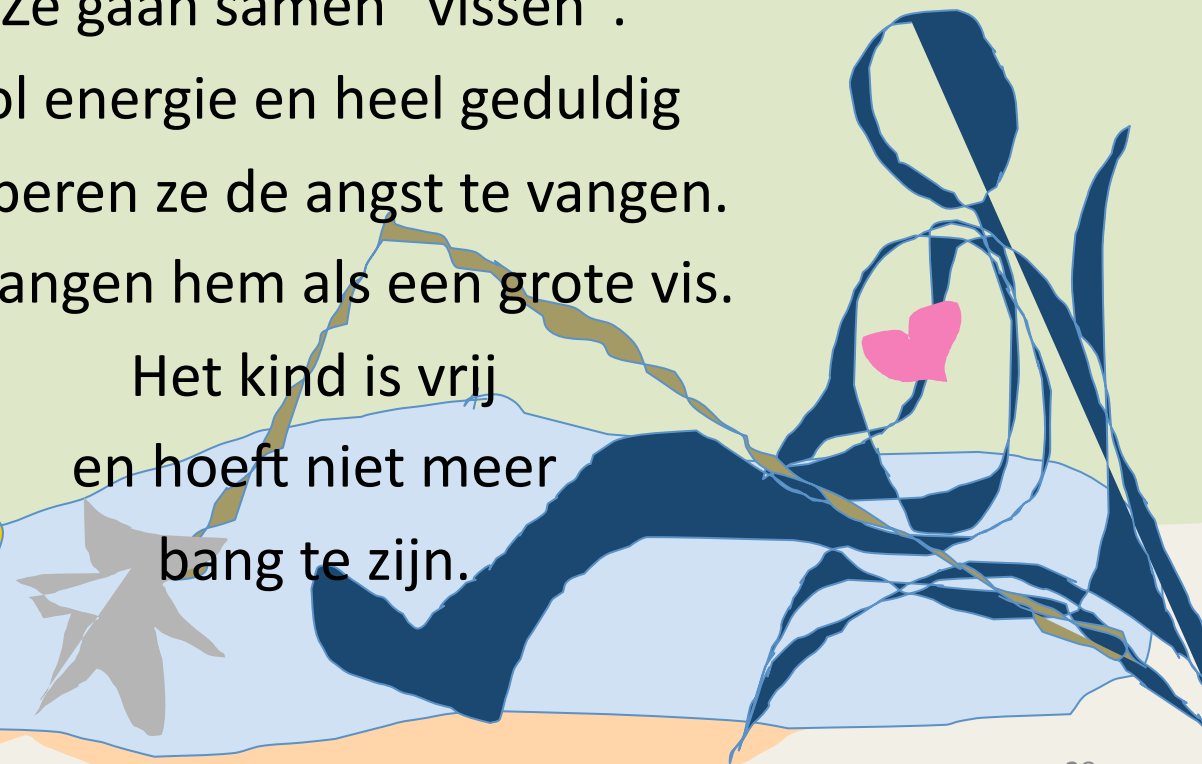 Ze gaan samen "vissen".
ol energie en heel geduldig
beren ze de angst te vangen.
angen hem als een grote vis.
Het kind is vrij
en hoeft niet meer
bang te zijn.